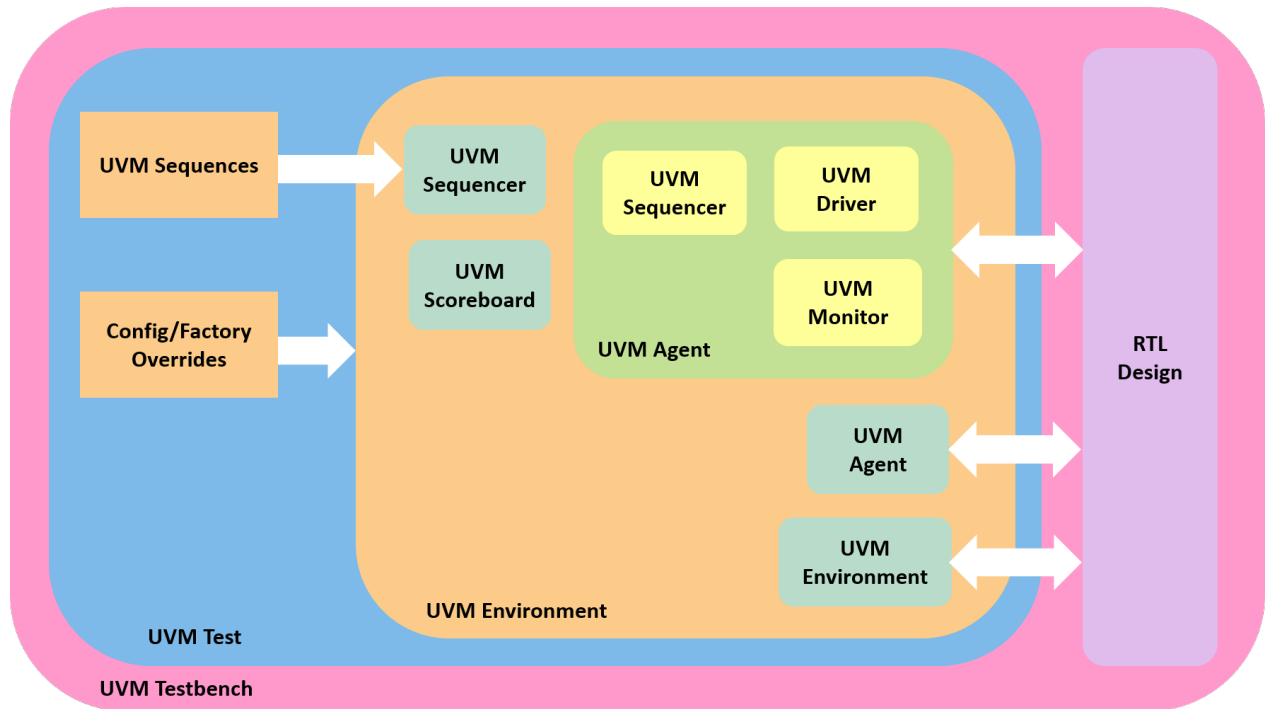 UVM Sequences
Config/Factory
Overrides
UVM
Sequencer
UVM
Scoreboard
UVM
Sequencer
UVM
Driver
UVM
Monitor
UVM Agent
UVM
Agent
UVM
Environment
UVM Environment
UVM Test
UVM Testbench
RTL
Design